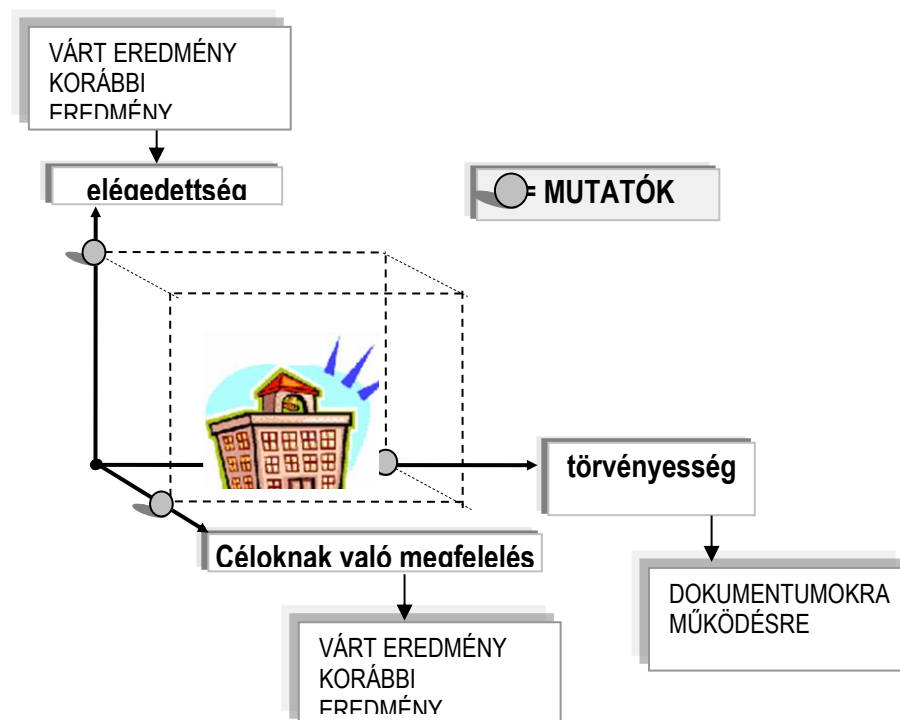 VÁRT EREDMÉNY
KORÁBBI
EREDMÉNY
elégedettség
= MUTATÓK
törvényesség
Céloknak való megfelelés
DOKUMENTUMOKRA
MŰKÖDÉSRE
VÁRT EREDMÉNY
KORÁBBI
EREDMÉNY